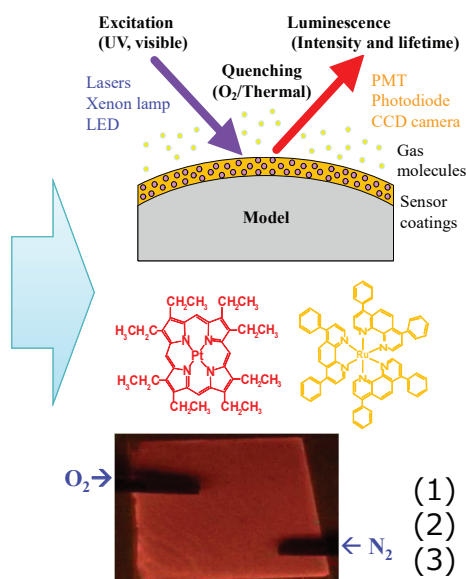 Excitation
(UV, visible)
Luminescence
(Intensity and lifetime)
Quenching
(O₂/Thermal)
Lasers
Xenon lamp
LED
PMT
Photodiode
CCD camera
Gas
molecules
Sensor
coatings
Model
CH₂CH₃ CH₂CH₃
H₃CH₂C CH₂CH₃
N N
Pt
N N
H₃CH₂C CH₂CH₃
CH₂CH₃ CH₂CH₃
N N
N Ru N
N N
O₂→
← N₂
(1)
(2)
(3)